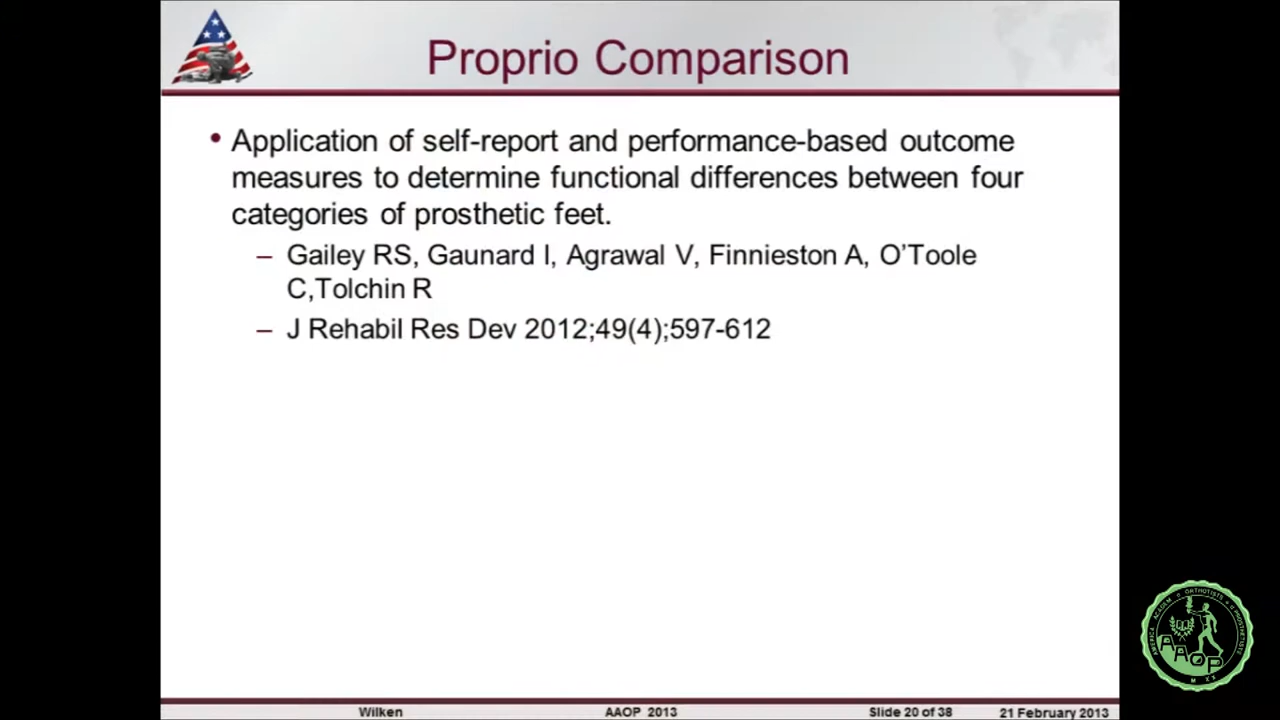 Proprio Comparison
• Application of self-report and performance-based outcome
measures to determine functional differences between four
categories of prosthetic feet.
– Gailey RS, Gaunard I, Agrawal V, Finnieston A, O’Toole
C,Tolchin R
– J Rehabil Res Dev 2012;49(4);597-612
AAOP
Wilken AAOP 2013 Slide 20 of 38 21 February 2013